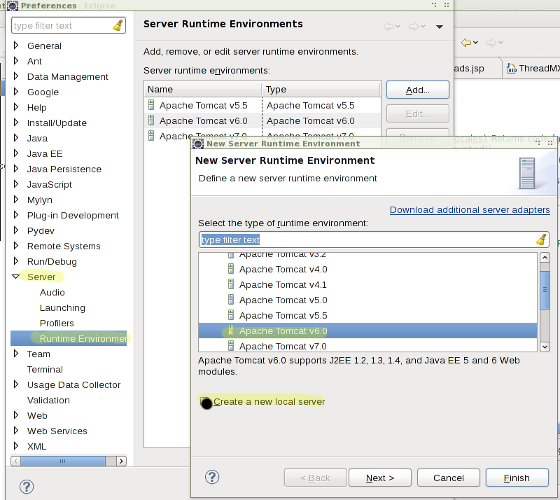 Preferences
type filter text
General
Ant
Data Management
Google
Help
Install/Update
Java
Java EE
Java Persistence
JavaScript
Mylyn
Plug-in Development
Pydev
Remote Systems
Run/Debug
Server
Audio
Launching
Profilers
Runtime Environmen
Team
Terminal
Usage Data Collector
Validation
Web
Web Services
XML
Server Runtime Environments
Add, remove, or edit server runtime environments.
Server runtime environments:
Name Type
Apache Tomcat v5.5 Apache Tomcat v5.5
Apache Tomcat v6.0 Apache Tomcat v6.0
Apache Tomcat v7.0 Apache Tomcat v7.0
Add...
Edit...
ads.jsp ThreadMX
New Server Runtime Environment
New Server Runtime Environment
Define a new server runtime environment
Download additional server adapters
Select the type of runtime environment:
type filter text
Apache Tomcat v3.2
Apache Tomcat v4.0
Apache Tomcat v4.1
Apache Tomcat v5.0
Apache Tomcat v5.5
Apache Tomcat v6.0
Apache Tomcat v7.0
Apache Tomcat v6.0 supports J2EE 1.2, 1.3, 1.4, and Java EE 5 and 6 Web
modules.
Create a new local server
< Back Next > Cancel Finish